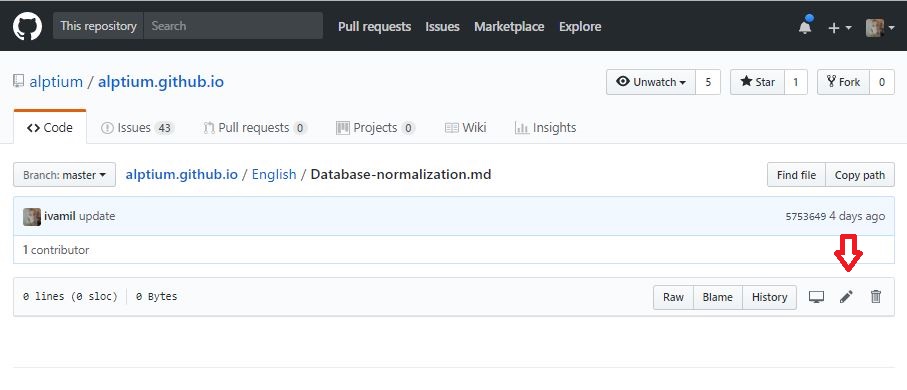 This repository Search Pull requests Issues Marketplace Explore
alptium / alptium.github.io Unwatch 5 Star 1 Fork 0
Code Issues 43 Pull requests 0 Projects 0 Wiki Insights
Branch: master alptium.github.io / English / Database-normalization.md Find file Copy path
ivamil update 5753649 4 days ago
1 contributor
0 lines (0 sloc) 0 Bytes Raw Blame History